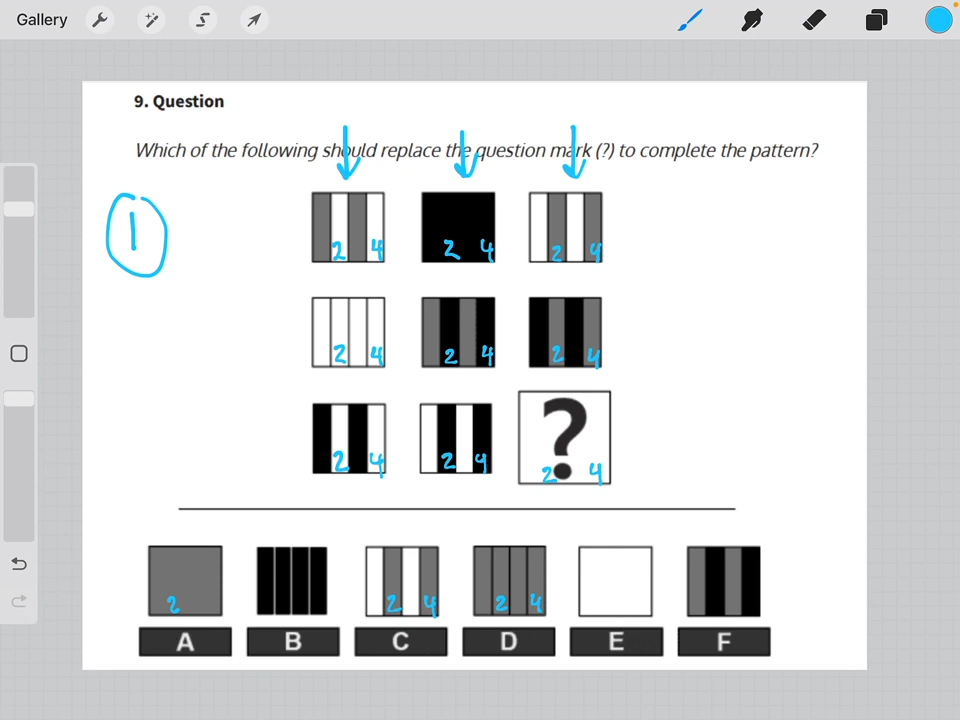 Gallery
9. Question
Which of the following should replace the question mark (?) to complete the pattern?
1
2 4 2 4 2 4
2 4 2 4 2 4
2 4 2 4 ? 2 4
2 2 4 2 4
A B C D E F